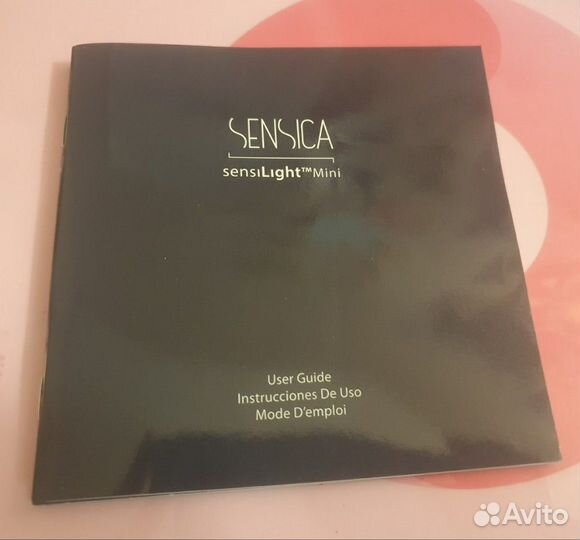 SENSICA
sensiLight™Mini
User Guide
Instrucciones De Uso
Mode D'emploi
Avito